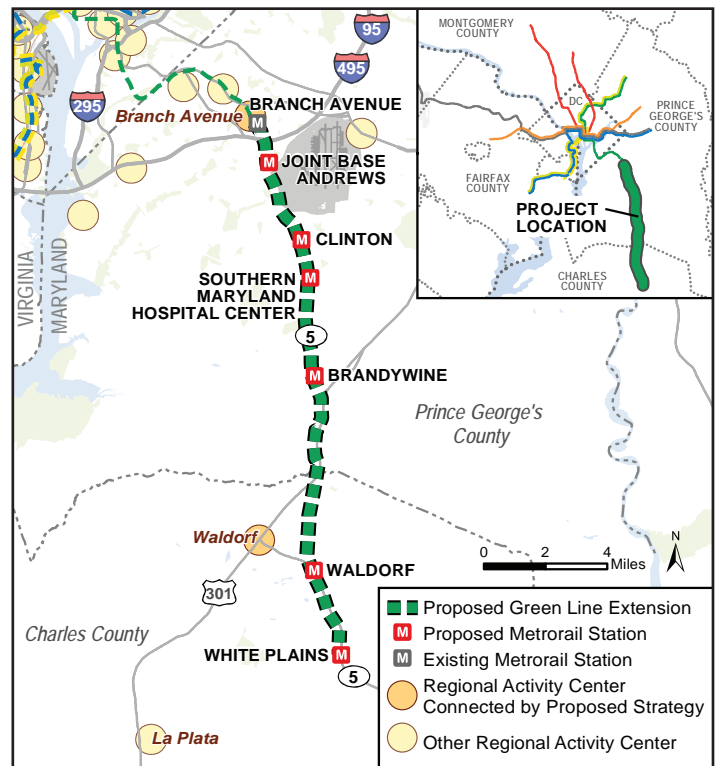 95
495
295
Branch Avenue
BRANCH AVENUE
M
M
JOINT BASE
ANDREWS
M
CLINTON
M
SOUTHERN
MARYLAND
HOSPITAL CENTER
VIRGINIA
MARYLAND
5
M
BRANDYWINE
Prince George's
County
Waldorf
M
WALDORF
301
Charles County
WHITE PLAINS
M
5
La Plata
MONTGOMERY
COUNTY
DC
PRINCE
GEORGE'S
COUNTY
FAIRFAX
COUNTY
PROJECT
LOCATION
CHARLES
COUNTY
N
0 2 4
Miles
Proposed Green Line Extension
M Proposed Metrorail Station
M Existing Metrorail Station
Regional Activity Center
Connected by Proposed Strategy
Other Regional Activity Center